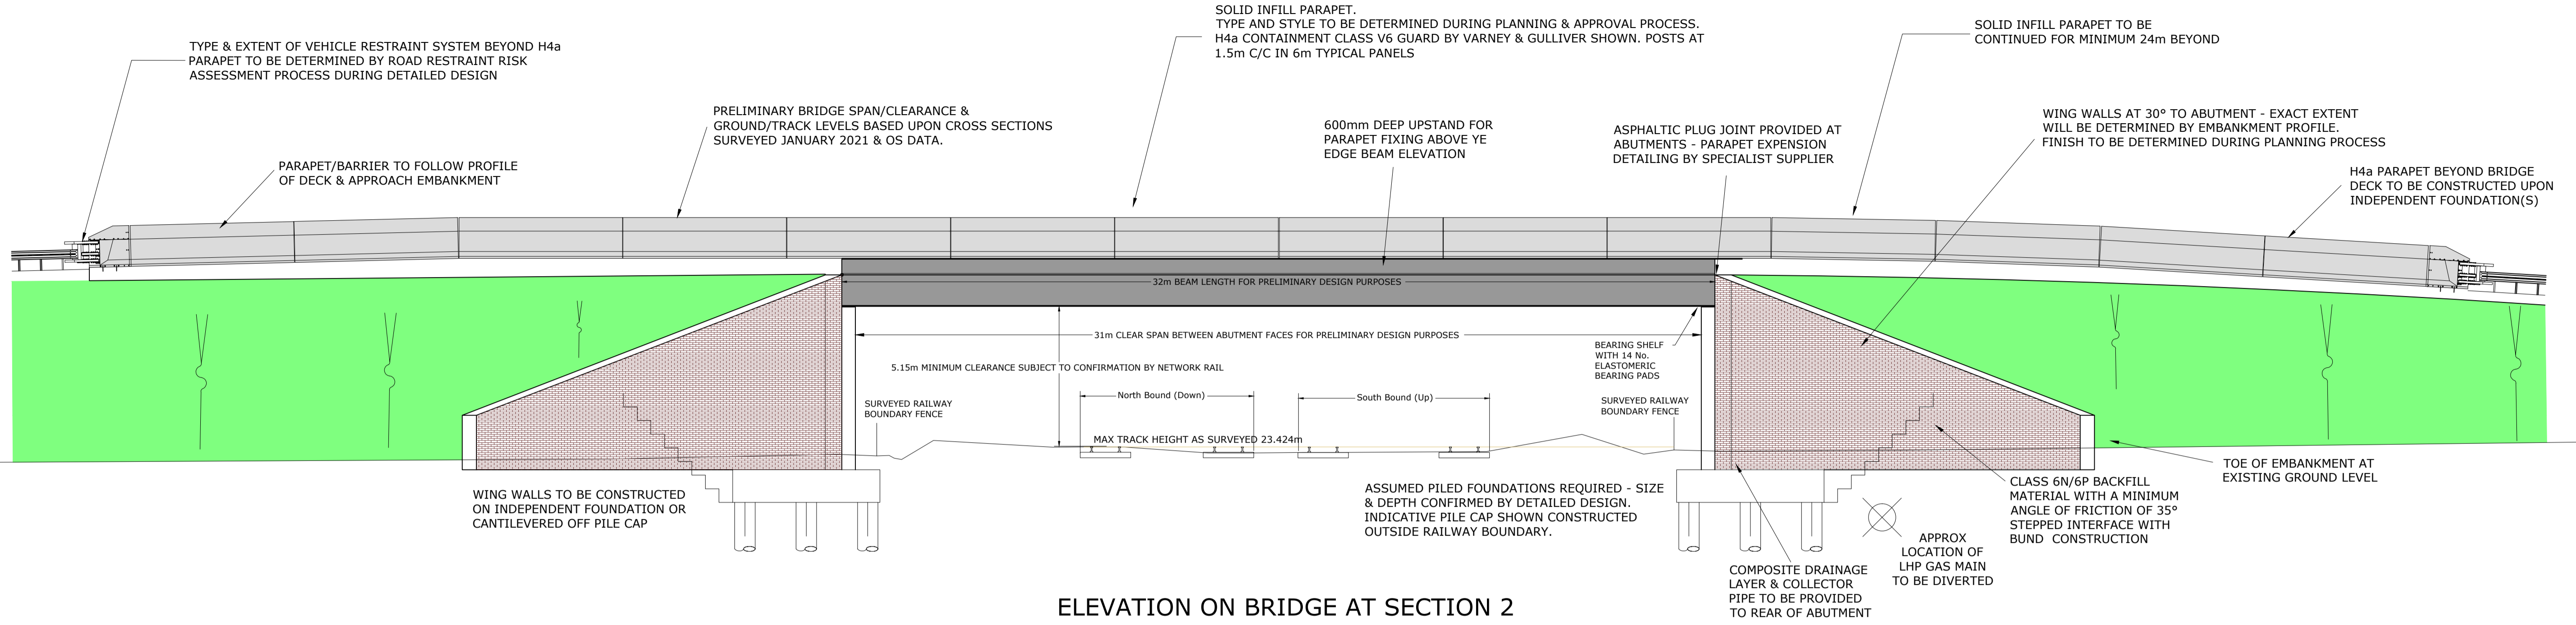 SOLID INFILL PARAPET.
TYPE AND STYLE TO BE DETERMINED DURING PLANNING & APPROVAL PROCESS.
H4a CONTAINMENT CLASS V6 GUARD BY VARNEY & GULLIVER SHOWN. POSTS AT
1.5m C/C IN 6m TYPICAL PANELS
SOLID INFILL PARAPET TO BE
CONTINUED FOR MINIMUM 24m BEYOND
TYPE & EXTENT OF VEHICLE RESTRAINT SYSTEM BEYOND H4a
PARAPET TO BE DETERMINED BY ROAD RESTRAINT RISK
ASSESSMENT PROCESS DURING DETAILED DESIGN
PRELIMINARY BRIDGE SPAN/CLEARANCE &
GROUND/TRACK LEVELS BASED UPON CROSS SECTIONS
SURVEYED JANUARY 2021 & OS DATA.
600mm DEEP UPSTAND FOR
PARAPET FIXING ABOVE YE
EDGE BEAM ELEVATION
ASPHALTIC PLUG JOINT PROVIDED AT
ABUTMENTS - PARAPET EXPENSION
DETAILING BY SPECIALIST SUPPLIER
WING WALLS AT 30° TO ABUTMENT - EXACT EXTENT
WILL BE DETERMINED BY EMBANKMENT PROFILE.
FINISH TO BE DETERMINED DURING PLANNING PROCESS
PARAPET/BARRIER TO FOLLOW PROFILE
OF DECK & APPROACH EMBANKMENT
H4a PARAPET BEYOND BRIDGE
DECK TO BE CONSTRUCTED UPON
INDEPENDENT FOUNDATION(S)
32m BEAM LENGTH FOR PRELIMINARY DESIGN PURPOSES
31m CLEAR SPAN BETWEEN ABUTMENT FACES FOR PRELIMINARY DESIGN PURPOSES
5.15m MINIMUM CLEARANCE SUBJECT TO CONFIRMATION BY NETWORK RAIL
BEARING SHELF
WITH 14 No.
ELASTOMERIC
BEARING PADS
North Bound (Down)
South Bound (Up)
SURVEYED RAILWAY
BOUNDARY FENCE
SURVEYED RAILWAY
BOUNDARY FENCE
MAX TRACK HEIGHT AS SURVEYED 23.424m
WING WALLS TO BE CONSTRUCTED
ON INDEPENDENT FOUNDATION OR
CANTILEVERED OFF PILE CAP
ASSUMED PILED FOUNDATIONS REQUIRED - SIZE
& DEPTH CONFIRMED BY DETAILED DESIGN.
INDICATIVE PILE CAP SHOWN CONSTRUCTED
OUTSIDE RAILWAY BOUNDARY.
TOE OF EMBANKMENT AT
EXISTING GROUND LEVEL
CLASS 6N/6P BACKFILL
MATERIAL WITH A MINIMUM
ANGLE OF FRICTION OF 35°
STEPPED INTERFACE WITH
BUND CONSTRUCTION
APPROX
LOCATION OF
LHP GAS MAIN
TO BE DIVERTED
COMPOSITE DRAINAGE
LAYER & COLLECTOR
PIPE TO BE PROVIDED
TO REAR OF ABUTMENT
ELEVATION ON BRIDGE AT SECTION 2